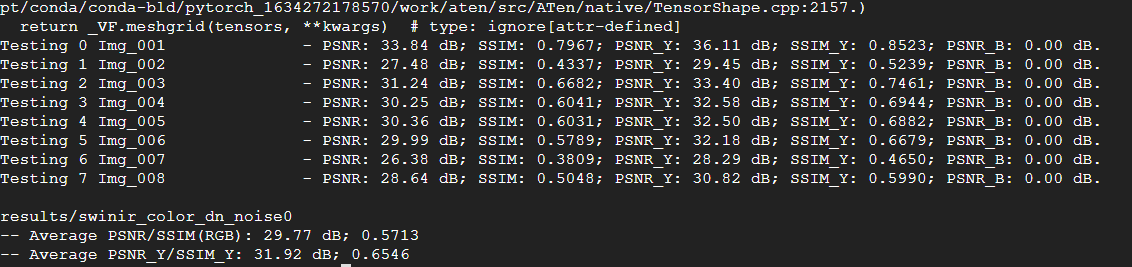 pt/conda/conda-bld/pytorch_1634272178570/work/aten/src/ATen/native/TensorShape.cpp:2157.)
  return _VF.meshgrid(tensors, **kwargs)  # type: ignore[attr-defined]
Testing 0 Img_001              - PSNR: 33.84 dB; SSIM: 0.7967; PSNR_Y: 36.11 dB; SSIM_Y: 0.8523; PSNR_B: 0.00 dB.
Testing 1 Img_002              - PSNR: 27.48 dB; SSIM: 0.4337; PSNR_Y: 29.45 dB; SSIM_Y: 0.5239; PSNR_B: 0.00 dB.
Testing 2 Img_003              - PSNR: 31.24 dB; SSIM: 0.6682; PSNR_Y: 33.40 dB; SSIM_Y: 0.7461; PSNR_B: 0.00 dB.
Testing 3 Img_004              - PSNR: 30.25 dB; SSIM: 0.6041; PSNR_Y: 32.58 dB; SSIM_Y: 0.6944; PSNR_B: 0.00 dB.
Testing 4 Img_005              - PSNR: 30.36 dB; SSIM: 0.6031; PSNR_Y: 32.50 dB; SSIM_Y: 0.6882; PSNR_B: 0.00 dB.
Testing 5 Img_006              - PSNR: 29.99 dB; SSIM: 0.5789; PSNR_Y: 32.18 dB; SSIM_Y: 0.6679; PSNR_B: 0.00 dB.
Testing 6 Img_007              - PSNR: 26.38 dB; SSIM: 0.3809; PSNR_Y: 28.29 dB; SSIM_Y: 0.4650; PSNR_B: 0.00 dB.
Testing 7 Img_008              - PSNR: 28.64 dB; SSIM: 0.5048; PSNR_Y: 30.82 dB; SSIM_Y: 0.5990; PSNR_B: 0.00 dB.
results/swinir_color_dn_noise0
-- Average PSNR/SSIM(RGB): 29.77 dB; 0.5713
-- Average PSNR_Y/SSIM_Y: 31.92 dB; 0.6546